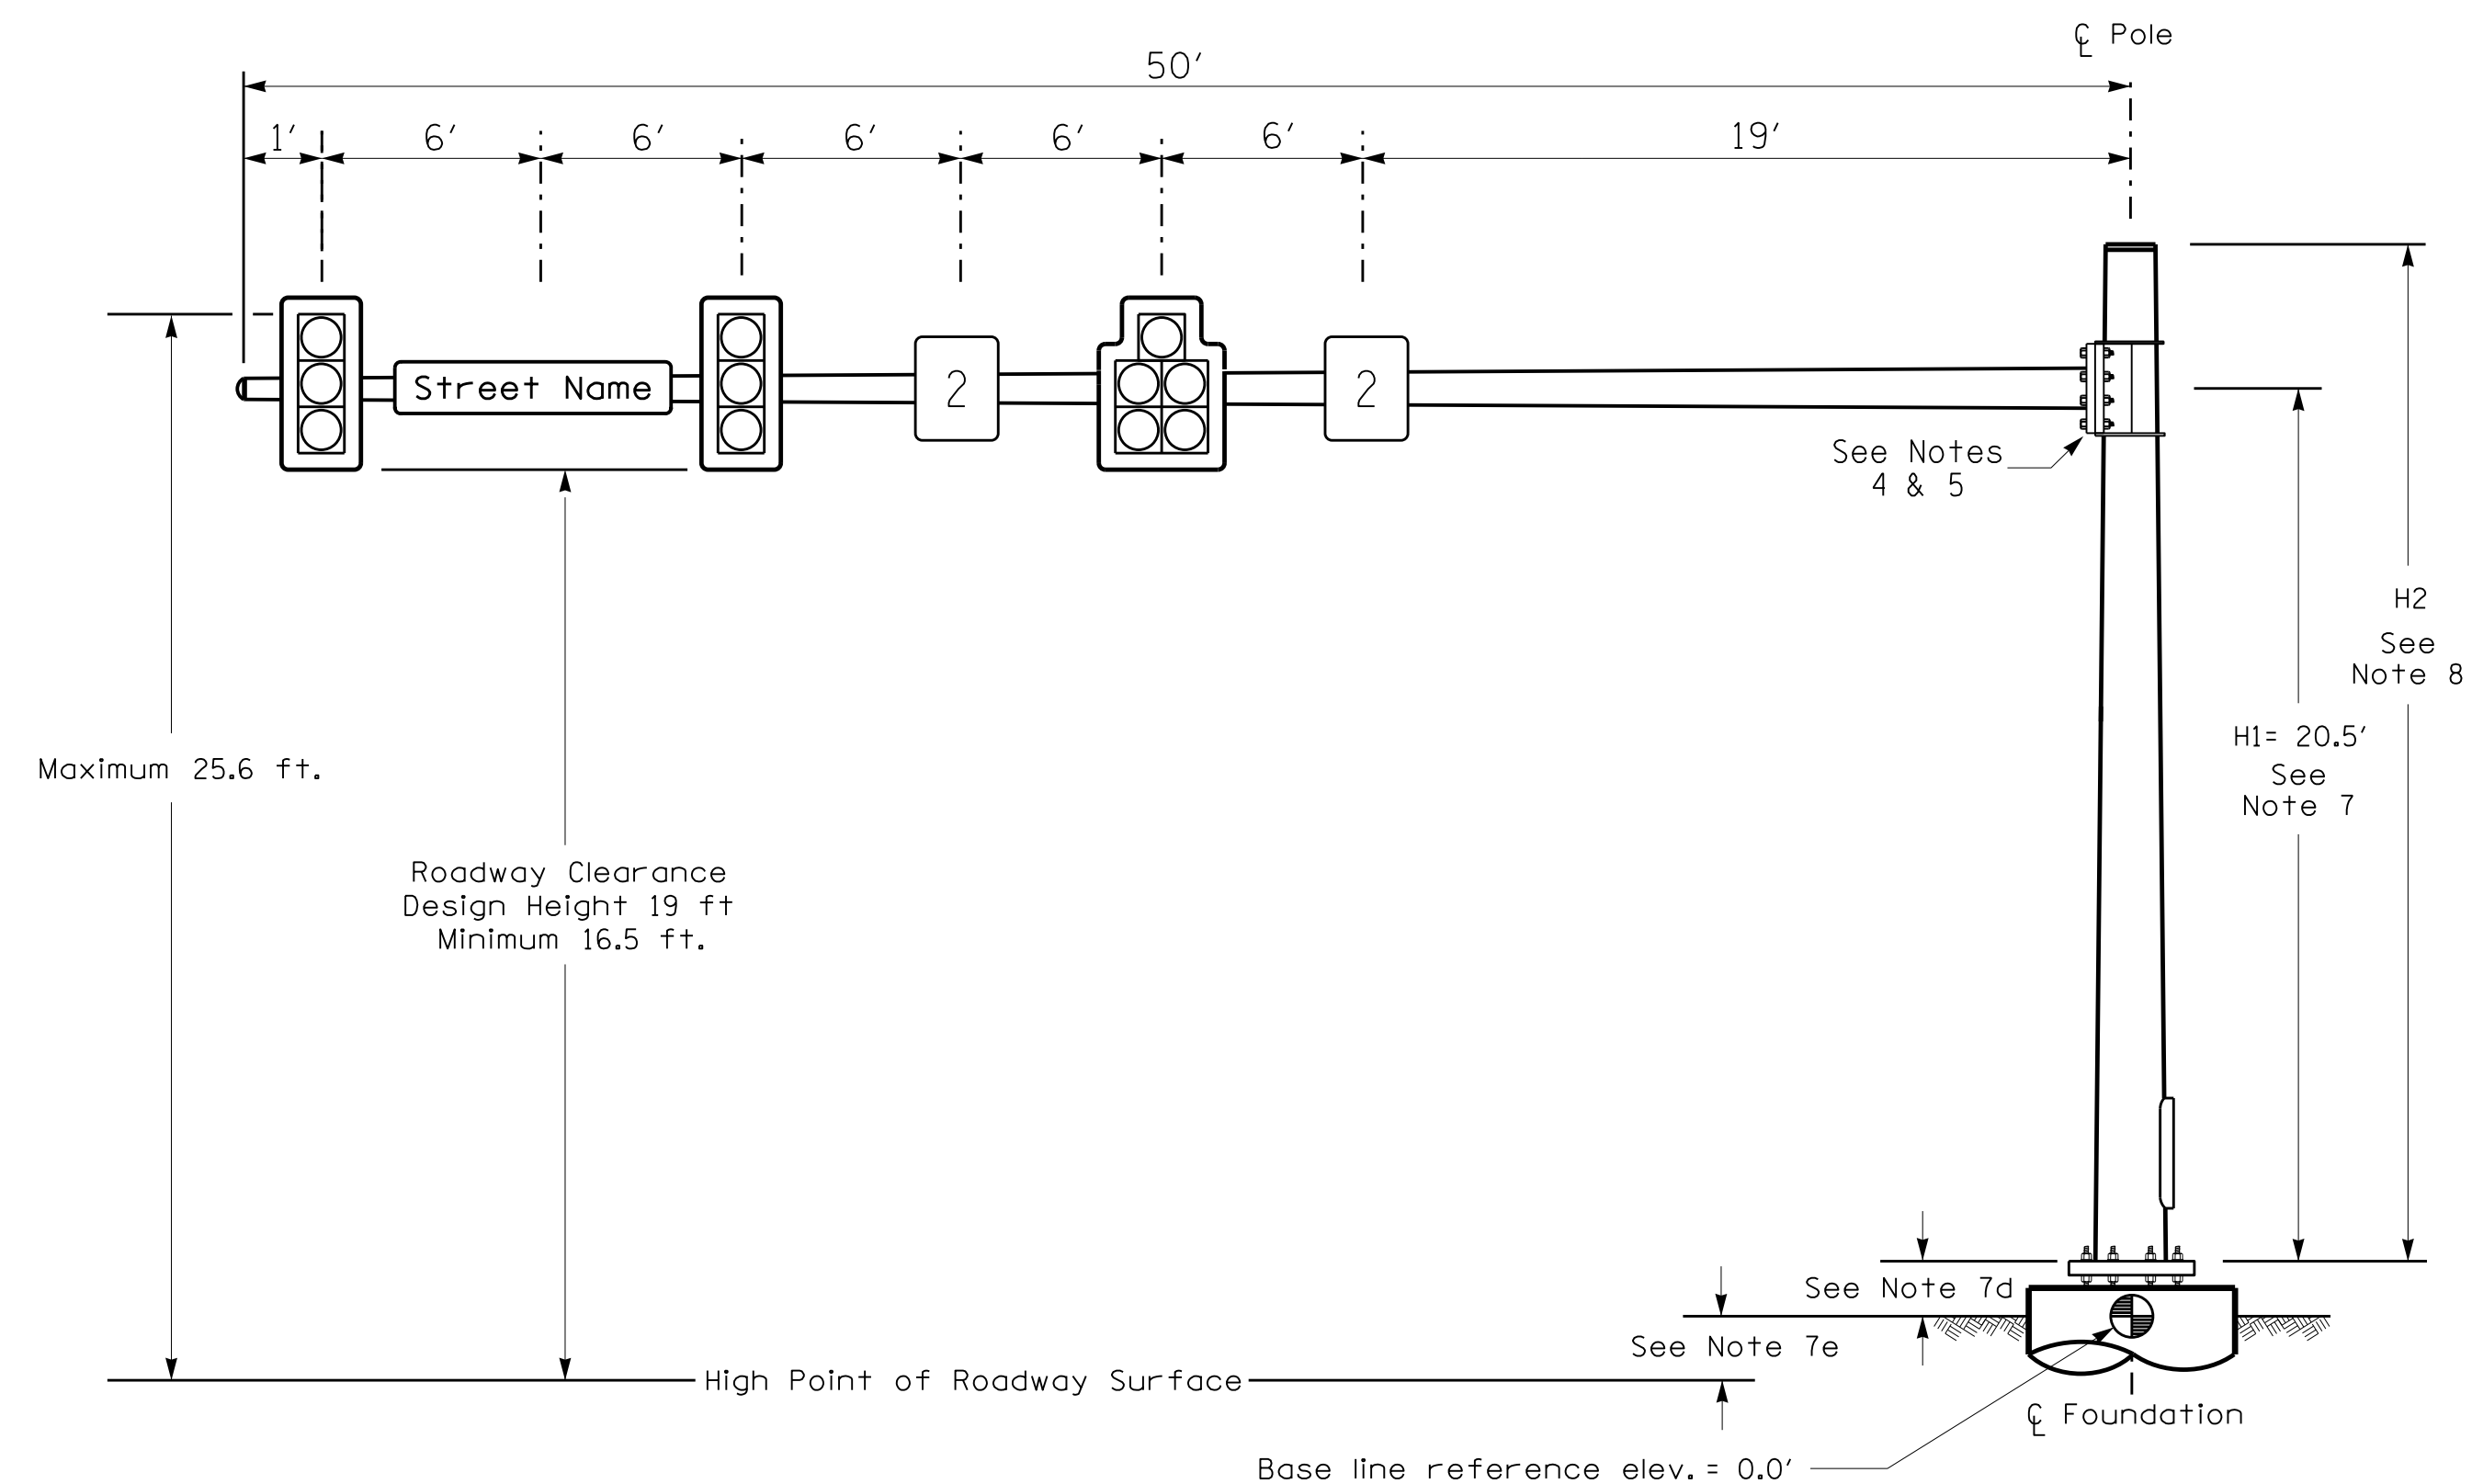 ℄ Pole
50'
1' 6' 6' 6' 6' 6' 19'
Street Name
2
2
See Notes
4 & 5
H2
See
Note 8
H1= 20.5'
See
Note 7
Maximum 25.6 ft.
Roadway Clearance
Design Height 19 ft
Minimum 16.5 ft.
See Note 7d
See Note 7e
High Point of Roadway Surface
℄ Foundation
Base line reference elev. = 0.0'